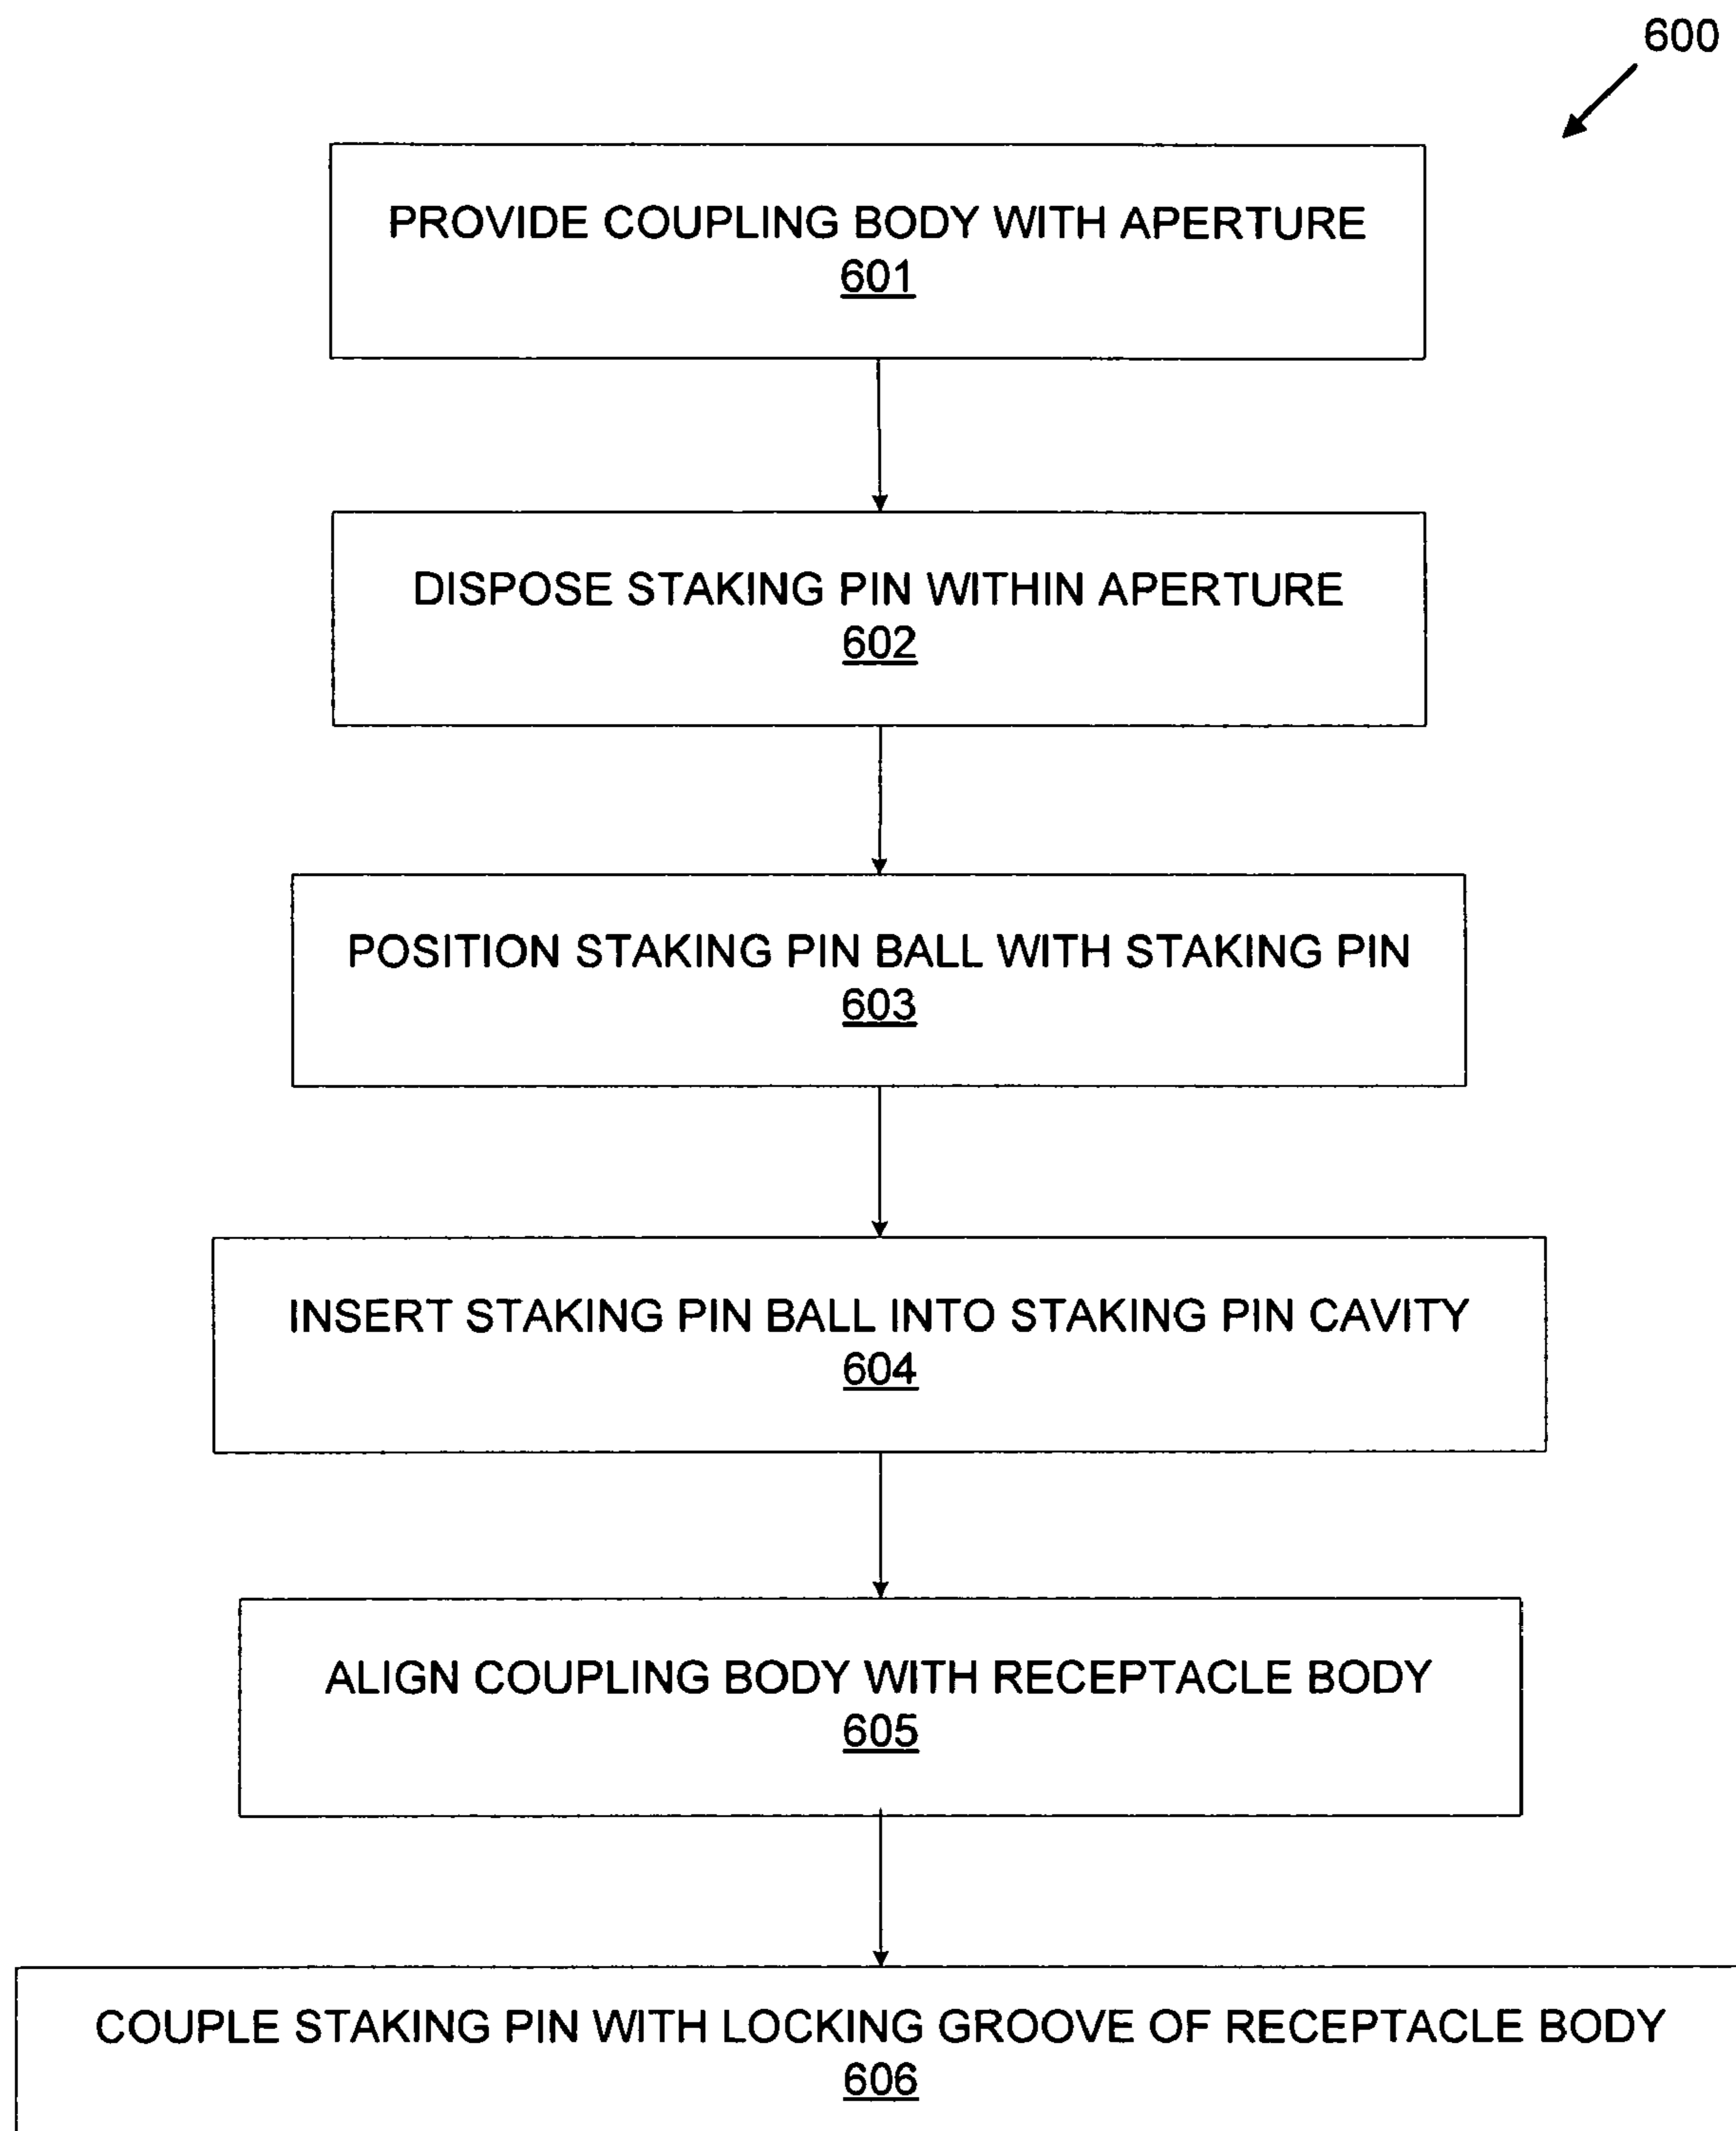 600
PROVIDE COUPLING BODY WITH APERTURE
601
DISPOSE STAKING PIN WITHIN APERTURE
602
POSITION STAKING PIN BALL WITH STAKING PIN
603
INSERT STAKING PIN BALL INTO STAKING PIN CAVITY
604
ALIGN COUPLING BODY WITH RECEPTACLE BODY
605
COUPLE STAKING PIN WITH LOCKING GROOVE OF RECEPTACLE BODY
606